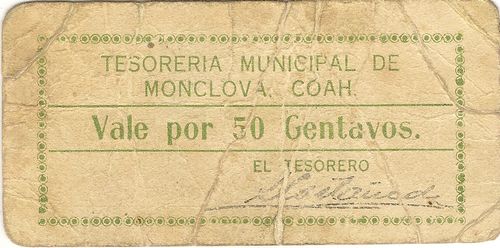 TESORERIA MUNICIPAL DE
MONCLOVA, COAH.
Vale por 50 Centavos.
EL TESORERO